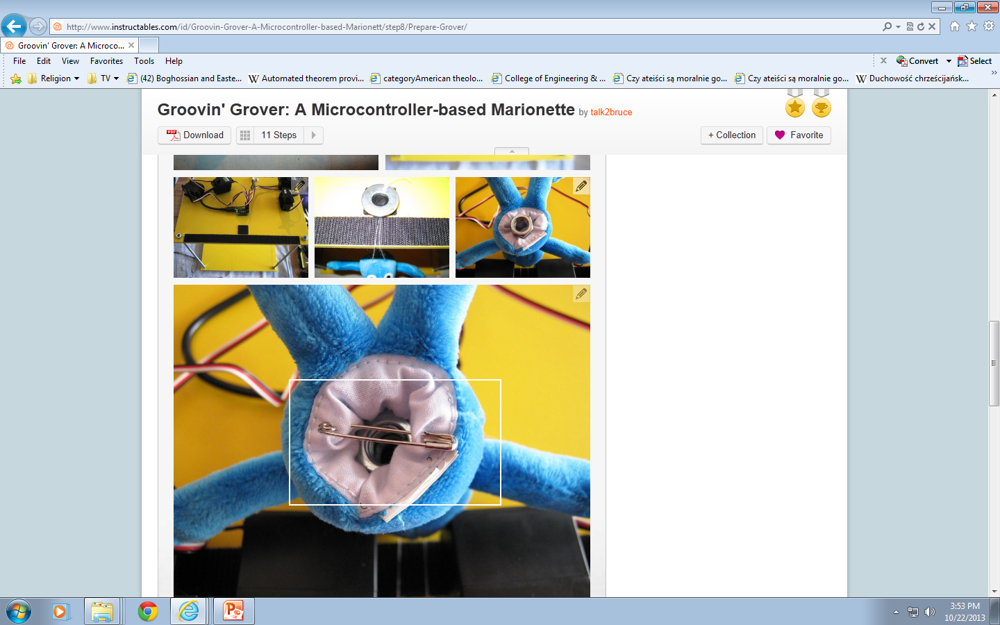 http://www.instructables.com/id/Groovin-Grover-A-Microcontroller-based-Marionett/step8/Prepare-Grover/
Groovin' Grover: A Microco...
File Edit View Favorites Tools Help
Convert Select
Religion TV (42) Boghossian and Easte... Automated theorem provi... categoryAmerican theolo... College of Engineering & ... Czy ateiści są moralnie go... Czy ateiści są moralnie go... Duchowość chrześcijańsk...
Groovin' Grover: A Microcontroller-based Marionette by talk2bruce
PDF Download 11 Steps + Collection Favorite
3:53 PM
10/22/2013